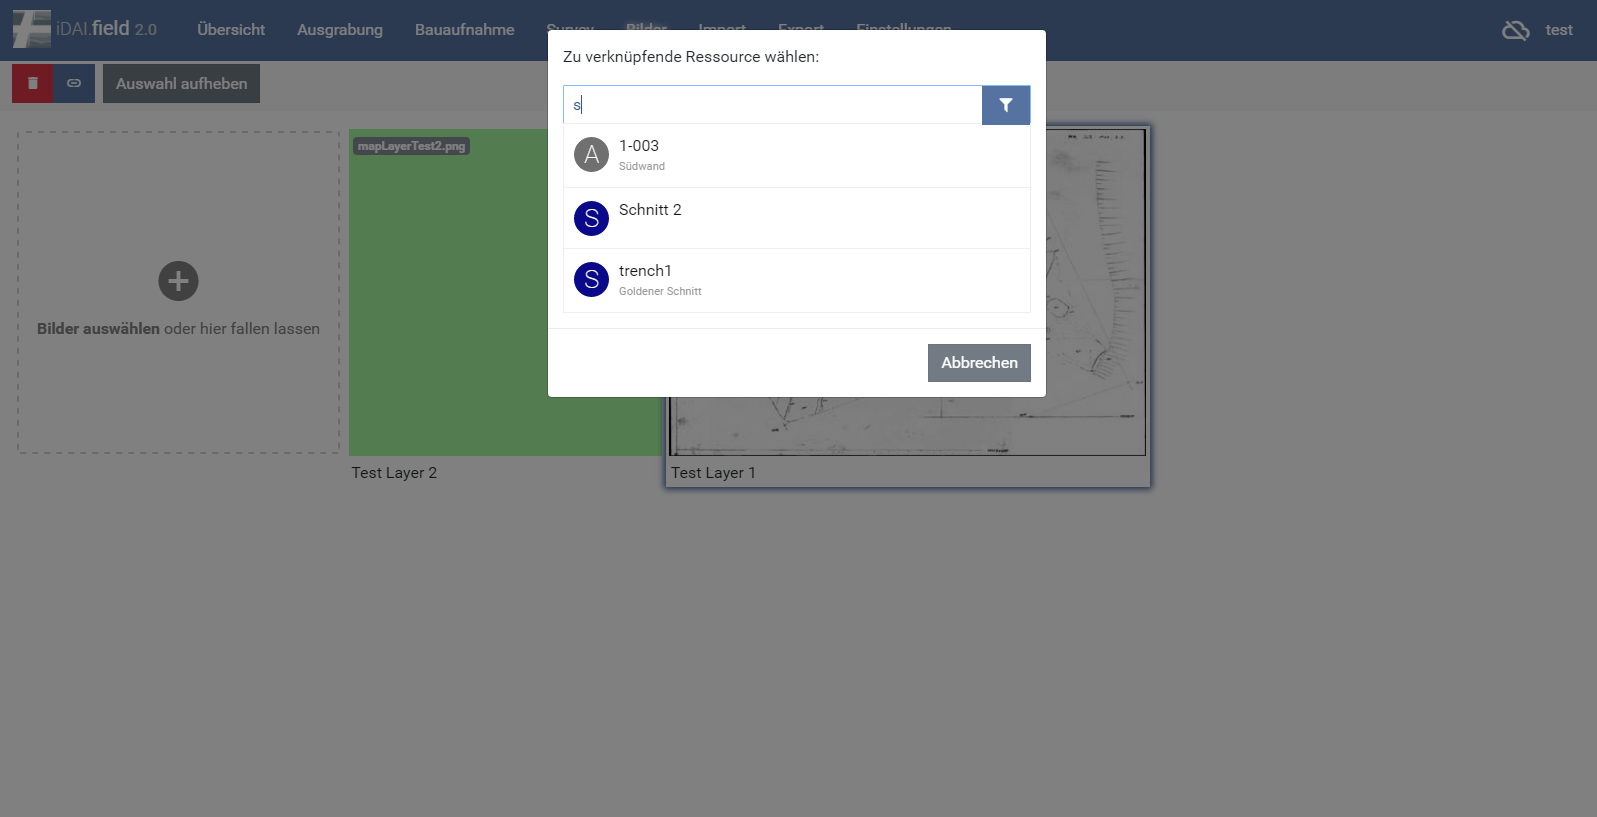 iDAI.field 2.0 Übersicht Ausgrabung Bauaufnahme Survey Bilder Import Export Einstellungen test
Auswahl aufheben
Zu verknüpfende Ressource wählen:
s
A 1-003
Südwand
S Schnitt 2
S trench1
Goldener Schnitt
Abbrechen
Bilder auswählen oder hier fallen lassen
mapLayerTest2.png
Test Layer 2
Test Layer 1